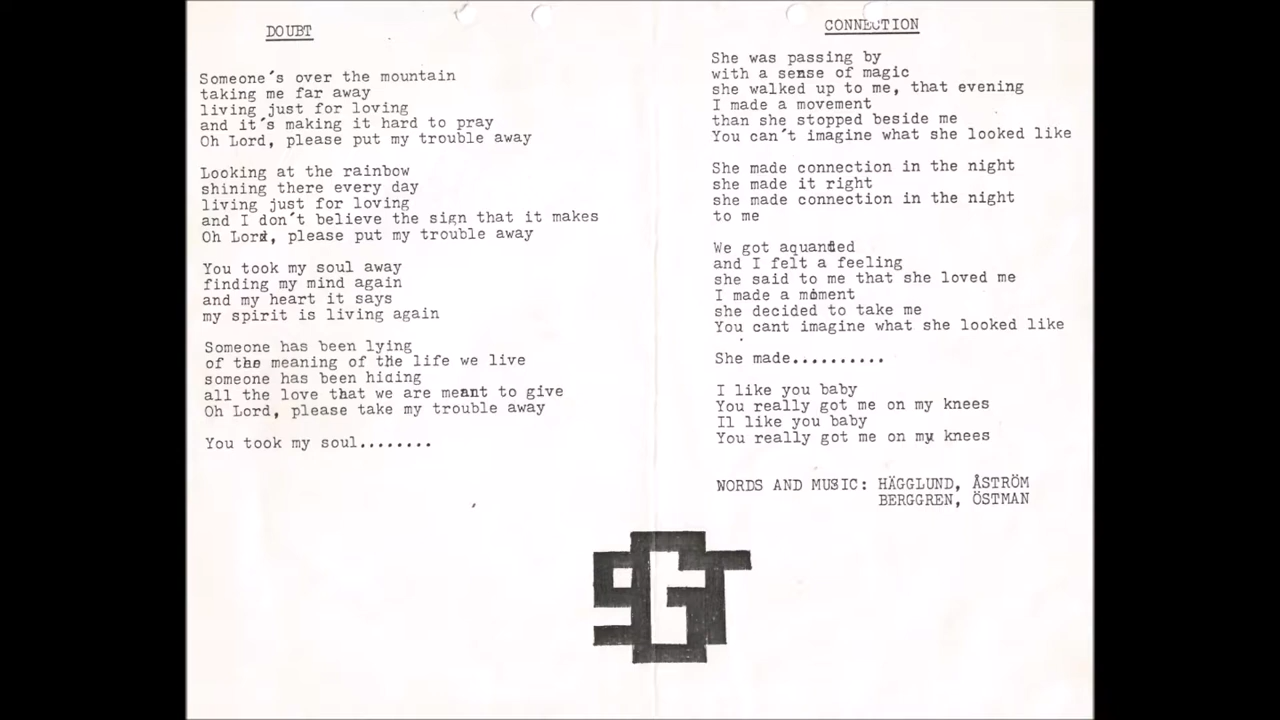 DOUBT
Someone's over the mountain
taking me far away
living just for loving
and it's making it hard to pray
Oh Lord, please put my trouble away
Looking at the rainbow
shining there every day
living just for loving
and I don't believe the sign that it makes
Oh Lord, please put my trouble away
You took my soul away
finding my mind again
and my heart it says
my spirit is living again
Someone has been lying
of the meaning of the life we live
someone has been hiding
all the love that we are meant to give
Oh Lord, please take my trouble away
You took my soul........
CONNECTION
She was passing by
with a sense of magic
she walked up to me, that evening
I made a movement
than she stopped beside me
You can't imagine what she looked like
She made connection in the night
she made it right
she made connection in the night
to me
We got aquanted
and I felt a feeling
she said to me that she loved me
I made a moment
she decided to take me
You cant imagine what she looked like
She made..........
I like you baby
You really got me on my knees
Il like you baby
You really got me on my knees
WORDS AND MUSIC: HÄGGLUND, ÅSTRÖM
BERGGREN, ÖSTMAN
SGT